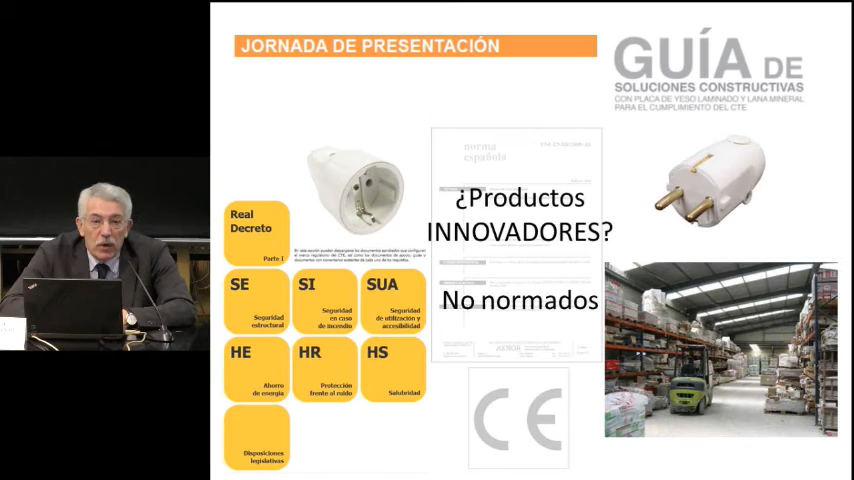 JORNADA DE PRESENTACIÓN
GUÍA DE
SOLUCIONES CONSTRUCTIVAS
CON PLACA DE YESO LAMINADO Y LANA MINERAL
PARA EL CUMPLIMIENTO DEL CTE
norma
española
¿Productos
INNOVADORES?
No normados
Real
Decreto
Parte I
SE
Seguridad
estructural
SI
Seguridad
en caso
de incendio
SUA
Seguridad
de utilización y
accesibilidad
HE
Ahorro
de energía
HR
Protección
frente al ruido
HS
Salubridad
Disposiciones
legislativas
AENOR
CE